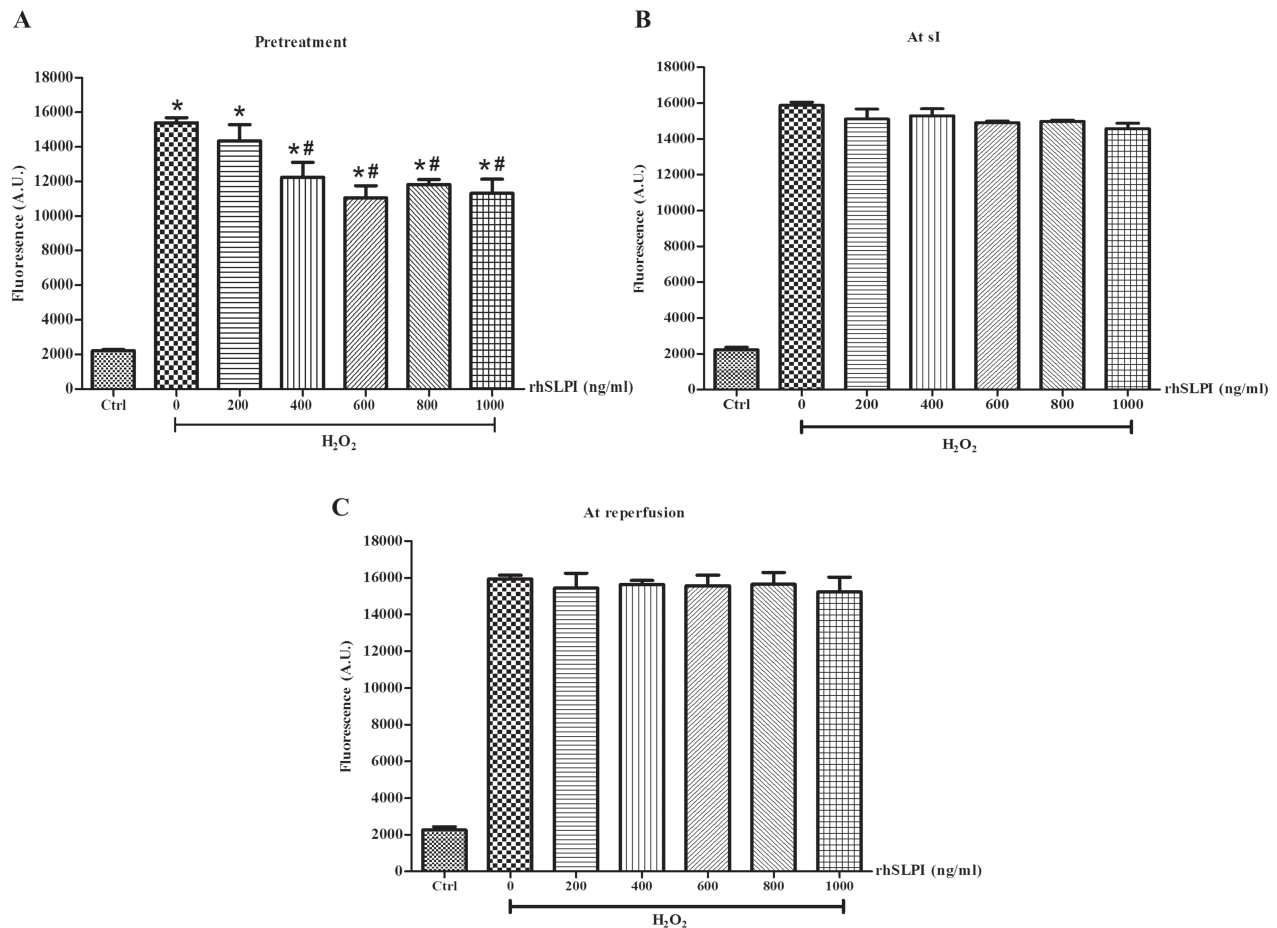 A
Pretreatment
18000
16000
14000
12000
10000
8000
6000
4000
2000
0
Fluoresence (A.U.)
*
*
*#
*#
*#
*#
Ctrl 0 200 400 600 800 1000
rhSLPI (ng/ml)
H₂O₂
B
At sI
18000
16000
14000
12000
10000
8000
6000
4000
2000
0
Fluorescence (A.U.)
Ctrl 0 200 400 600 800 1000
rhSLPI (ng/ml)
H₂O₂
C
At reperfusion
18000
16000
14000
12000
10000
8000
6000
4000
2000
0
Fluorescence (A.U.)
Ctrl 0 200 400 600 800 1000
rhSLPI (ng/ml)
H₂O₂